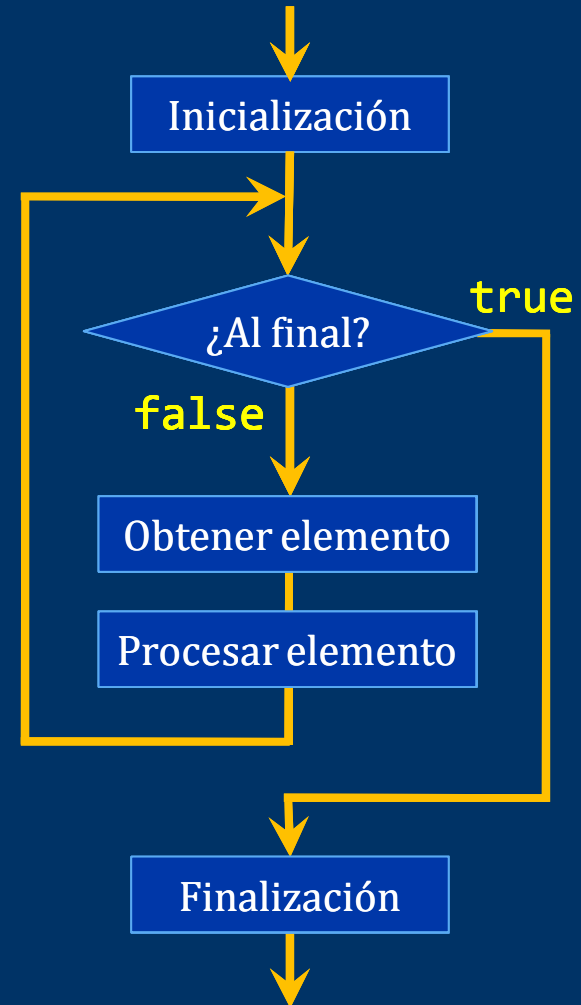 Inicialización
¿Al final?
true
false
Obtener elemento
Procesar elemento
Finalización